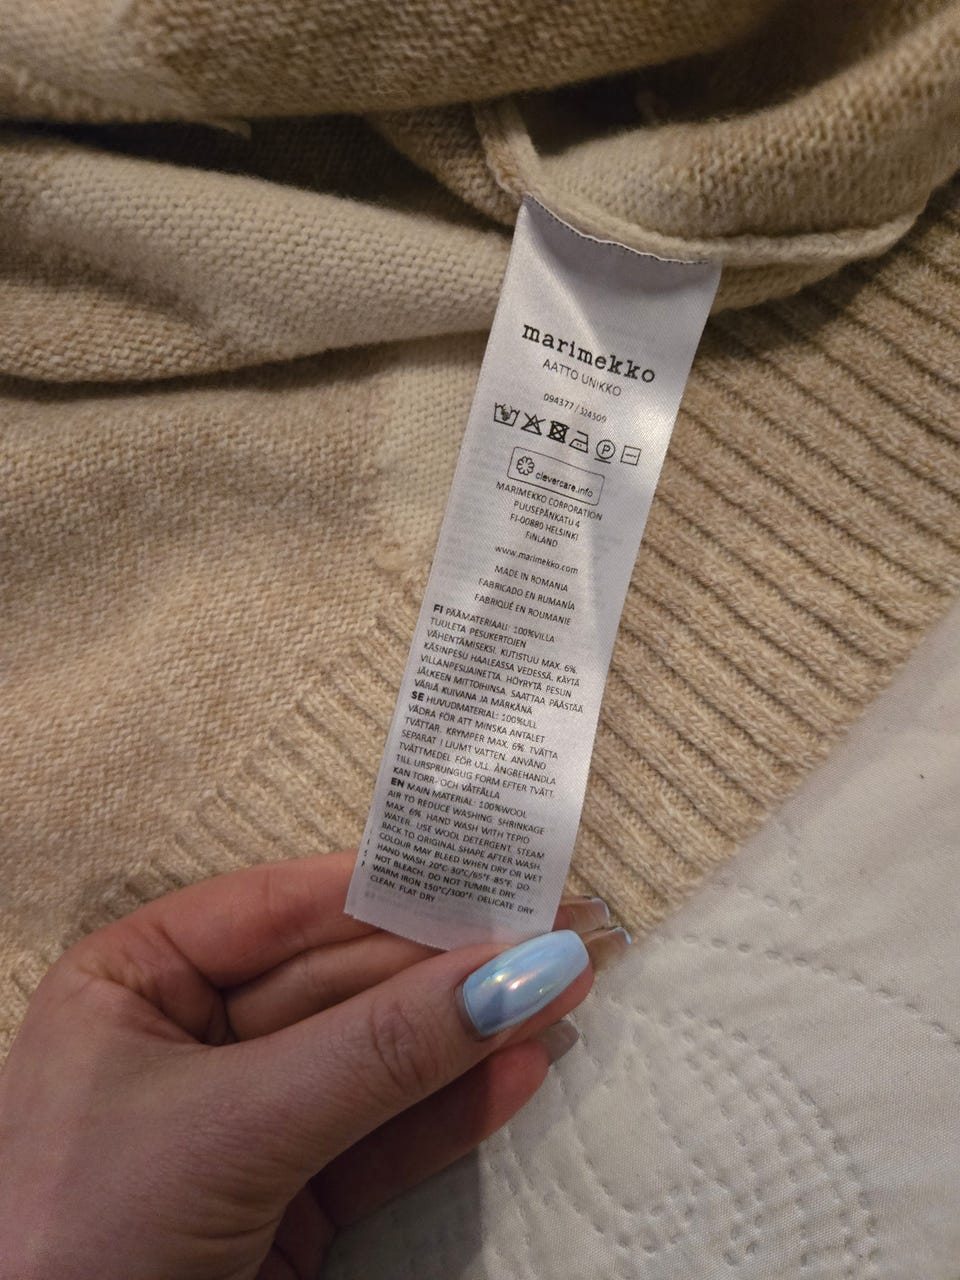 marimekko
AATTO UNIKKO
094377/324509
P
clevercare.info
MARIMEKKO CORPORATION
PUUSEPÄNKATU 4
FI-00880 HELSINKI
FINLAND
www.marimekko.com
MADE IN ROMANIA
FABRICADO EN RUMANÍA
FABRIQUÉ EN ROUMANIE
FI PÄÄMATERIAALI: 100%VILLA
TUULETA PESUKERTOJEN
VÄHENTÄMISEKSI. KUTISTUU MAX. 6%.
KÄSINPESU HAALEASSA VEDESSÄ. KÄYTÄ
VILLANPESUAINETTA. HÖYRYTÄ PESUN
JÄLKEEN MITTOIHINSA. SAATTAA PÄÄSTÄÄ
VÄRIÄ KUIVANA JA MÄRKÄNÄ
SE HUVUDMATERIAL: 100%ULL
VÄDRA FÖR ATT MINSKA ANTALET
TVÄTTAR. KRYMPER MAX. 6%. TVÄTTA
SEPARAT I LJUMT VATTEN. ANVÄND
TVÄTTMEDEL FÖR ULL. ÅNGBEHANDLA
TILL URSPRUNGUG FORM EFTER TVÄTT.
KAN TORR- OCH VÅTFÄLLA
EN MAIN MATERIAL: 100%WOOL
AIR TO REDUCE WASHING. SHRINKAGE
MAX. 6%. HAND WASH WITH TEPID
WATER. USE WOOL DETERGENT. STEAM
BACK TO ORIGINAL SHAPE AFTER WASH.
COLOUR MAY BLEED WHEN DRY OR WET
HAND WASH 20°C-30°C/65°F-85°F. DO
NOT BLEACH. DO NOT TUMBLE DRY.
WARM IRON 150°C/300°F. DELICATE DRY
CLEAN. FLAT DRY